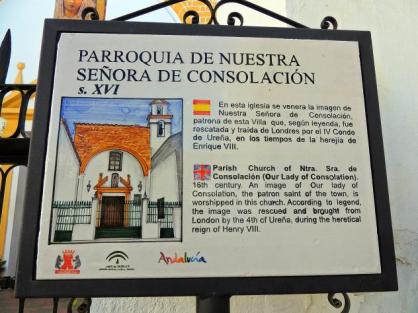 PARROQUIA DE NUESTRA
SEÑORA DE CONSOLACIÓN
s. XVI
En esta iglesia se venera la imagen de
Nuestra Señora de Consolación,
patrona de esta Villa que, según leyenda, fue
rescatada y traída de Londres por el IV Conde
de Ureña, en los tiempos de la herejía de
Enrique VIII.
Parish Church of Ntra. Sra. de
Consolación (Our Lady of Consolation).
16th century. An image of Our lady of
Consolation, the patron saint of the town, is
worshipped in this church. According to legend,
the image was rescued and brought from
London by the 4th cf Ureña, during the heretical
reign of Henry VIII.
Andalucía